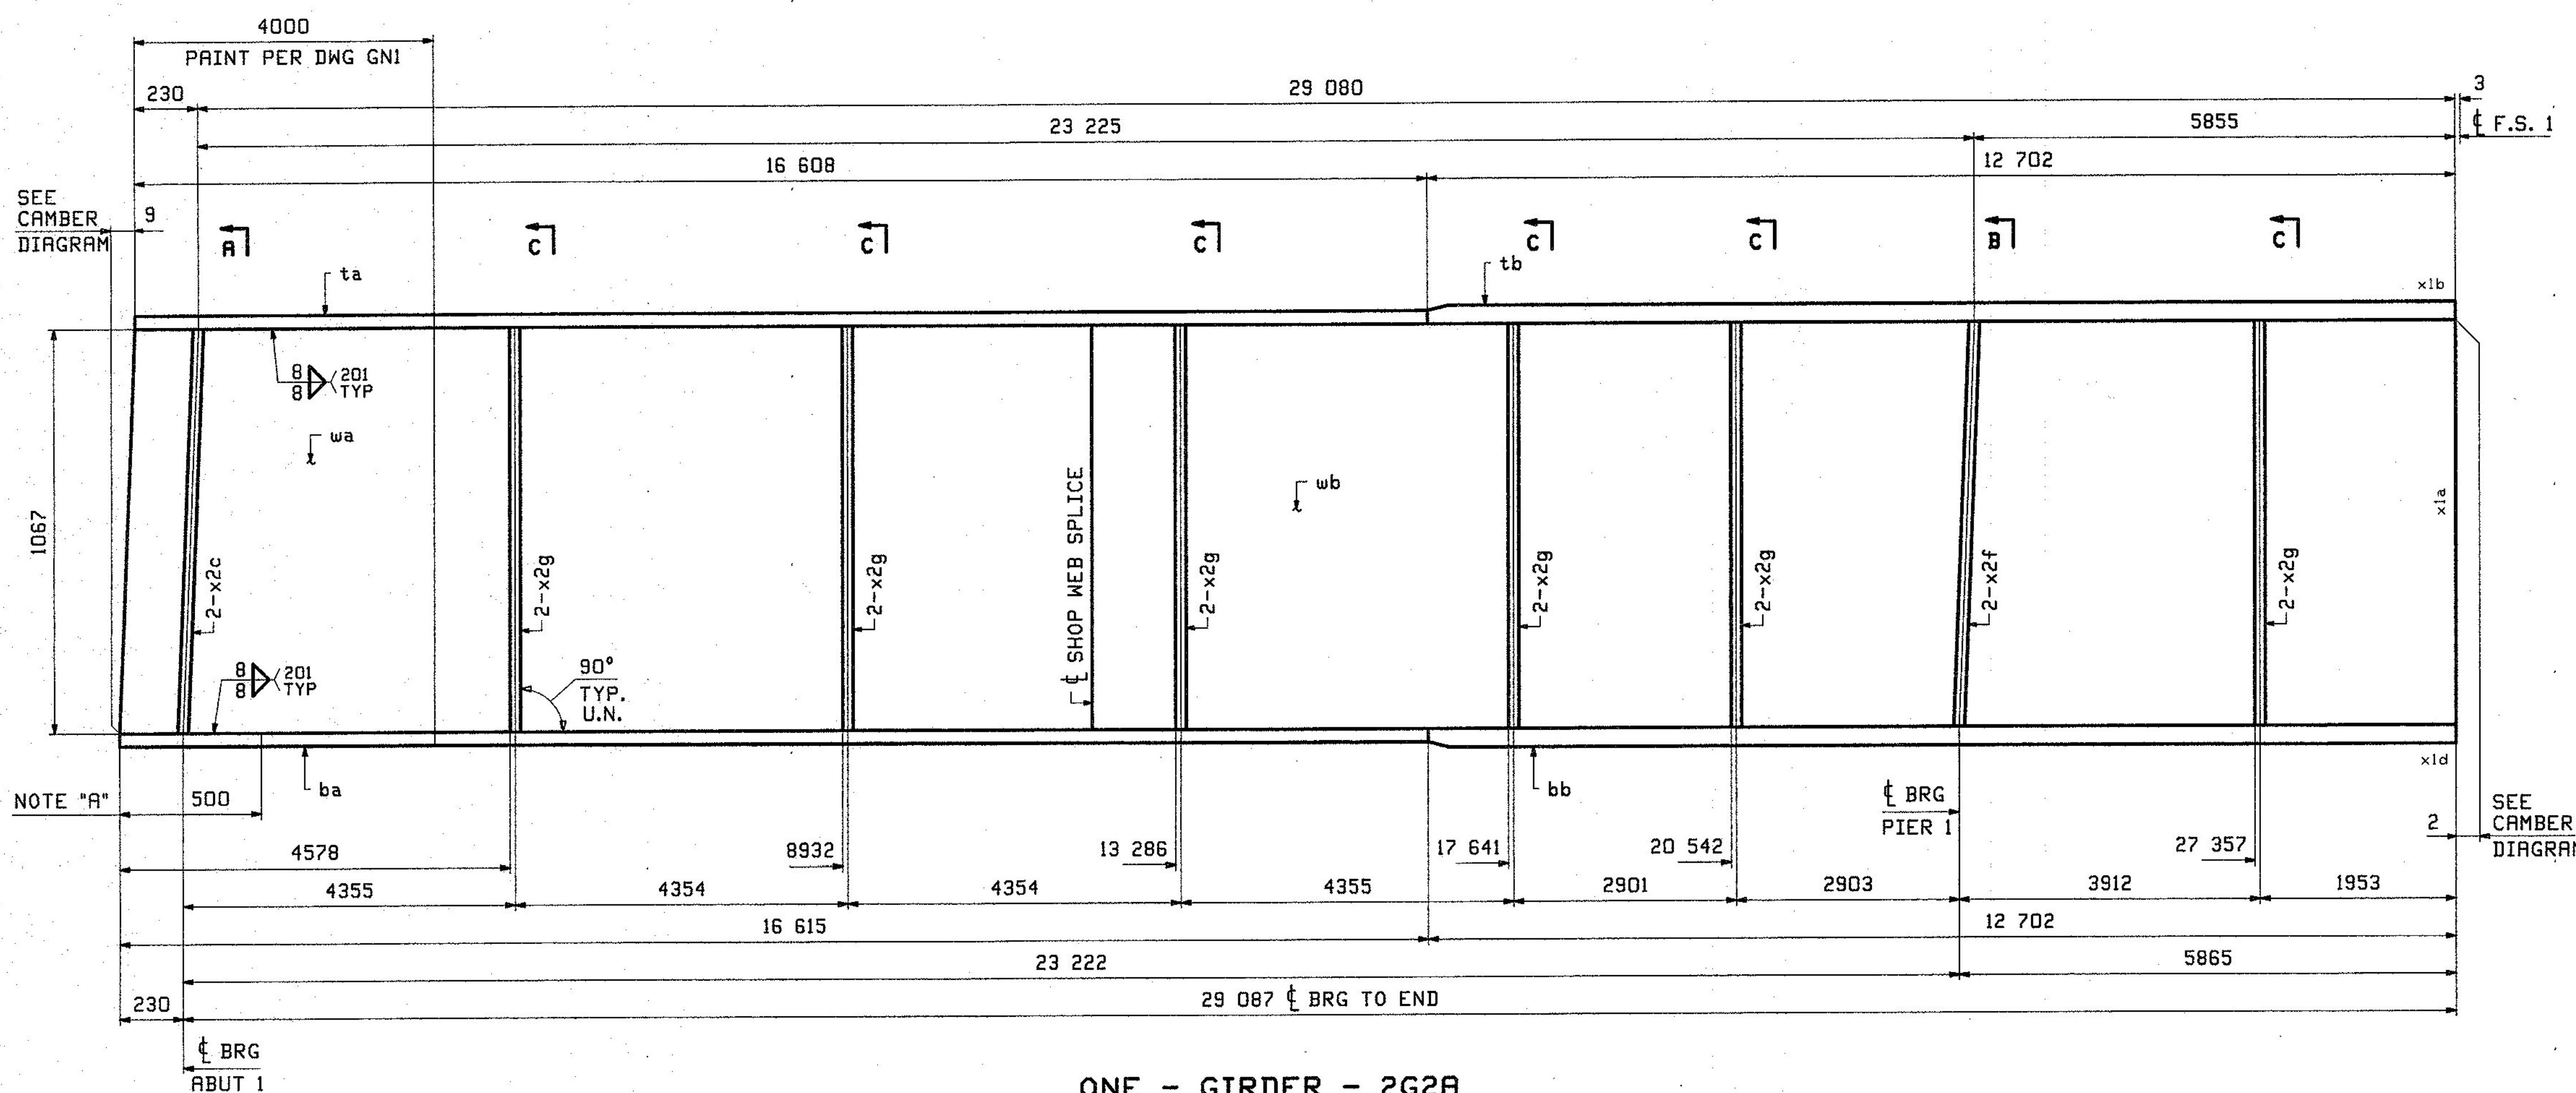 4000
PAINT PER DWG GN1
230
29 080
3
23 225
5855
℄ F.S. 1
16 608
12 702
SEE
CAMBER
DIAGRAM
9
A
C
C
C
C
C
B
C
ta
tb
x1b
8
8
201
TYP
wa
wb
1067
2-x2c
2-x2g
2-x2g
℄ SHOP WEB SPLICE
2-x2g
2-x2g
2-x2g
2-x2f
2-x2g
x1a
8
8
201
TYP
90°
TYP.
U.N.
ba
bb
x1d
NOTE "A"
500
℄ BRG
PIER 1
2
SEE
CAMBER
DIAGRAM
4578
8932
13 286
17 641
20 542
27 357
4355
4354
4354
4355
2901
2903
3912
1953
16 615
12 702
23 222
5865
230
29 087 ℄ BRG TO END
℄ BRG
ABUT 1
ONE - GIRDER - 2G2A